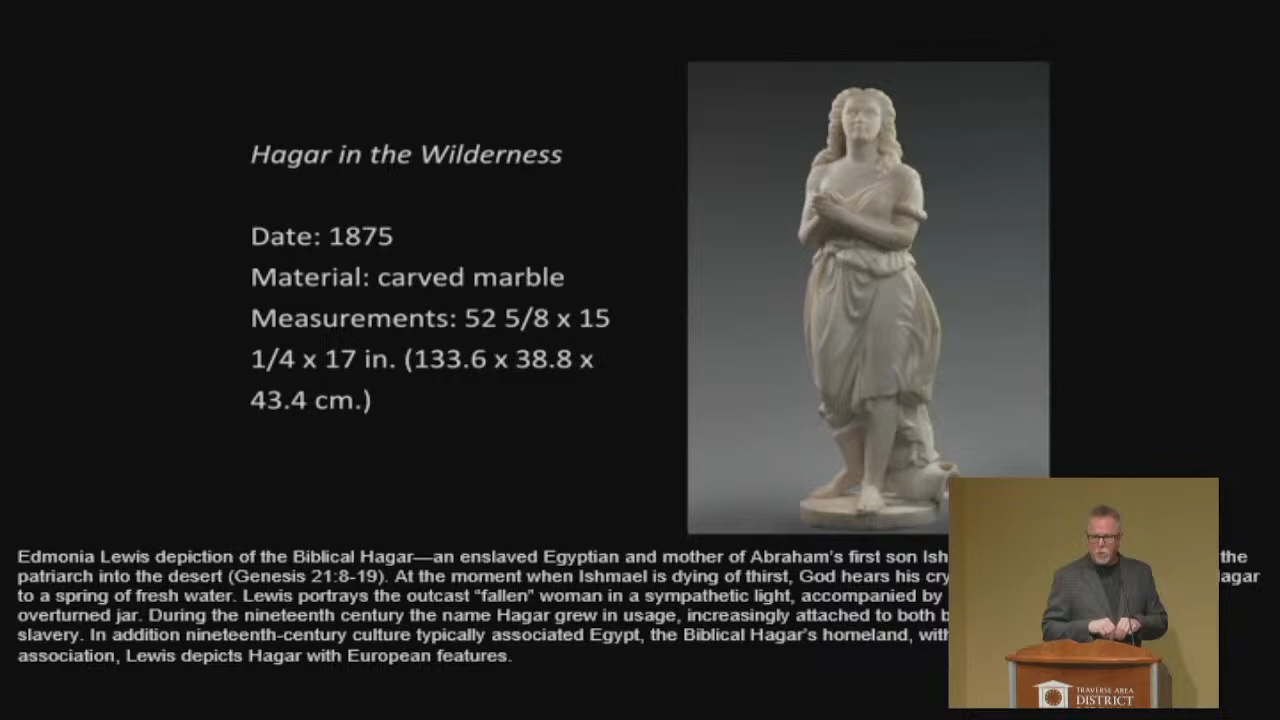 Hagar in the Wilderness
Date: 1875
Material: carved marble
Measurements: 52 5/8 x 15
1/4 x 17 in. (133.6 x 38.8 x
43.4 cm.)
Edmonia Lewis depiction of the Biblical Hagar—an enslaved Egyptian and mother of Abraham's first son the
patriarch into the desert (Genesis 21:8-19). At the moment when Ishmael is dying of thirst, God hears his Hagar
to a spring of fresh water. Lewis portrays the outcast "fallen" woman in a sympathetic light, accompanied by
overturned jar. During the nineteenth century the name Hagar grew in usage, increasingly attached to both
slavery. In addition nineteenth-century culture typically associated Egypt, the Biblical Hagar's homeland,
association, Lewis depicts Hagar with European features.
TRAVERSE AREA
DISTRICT